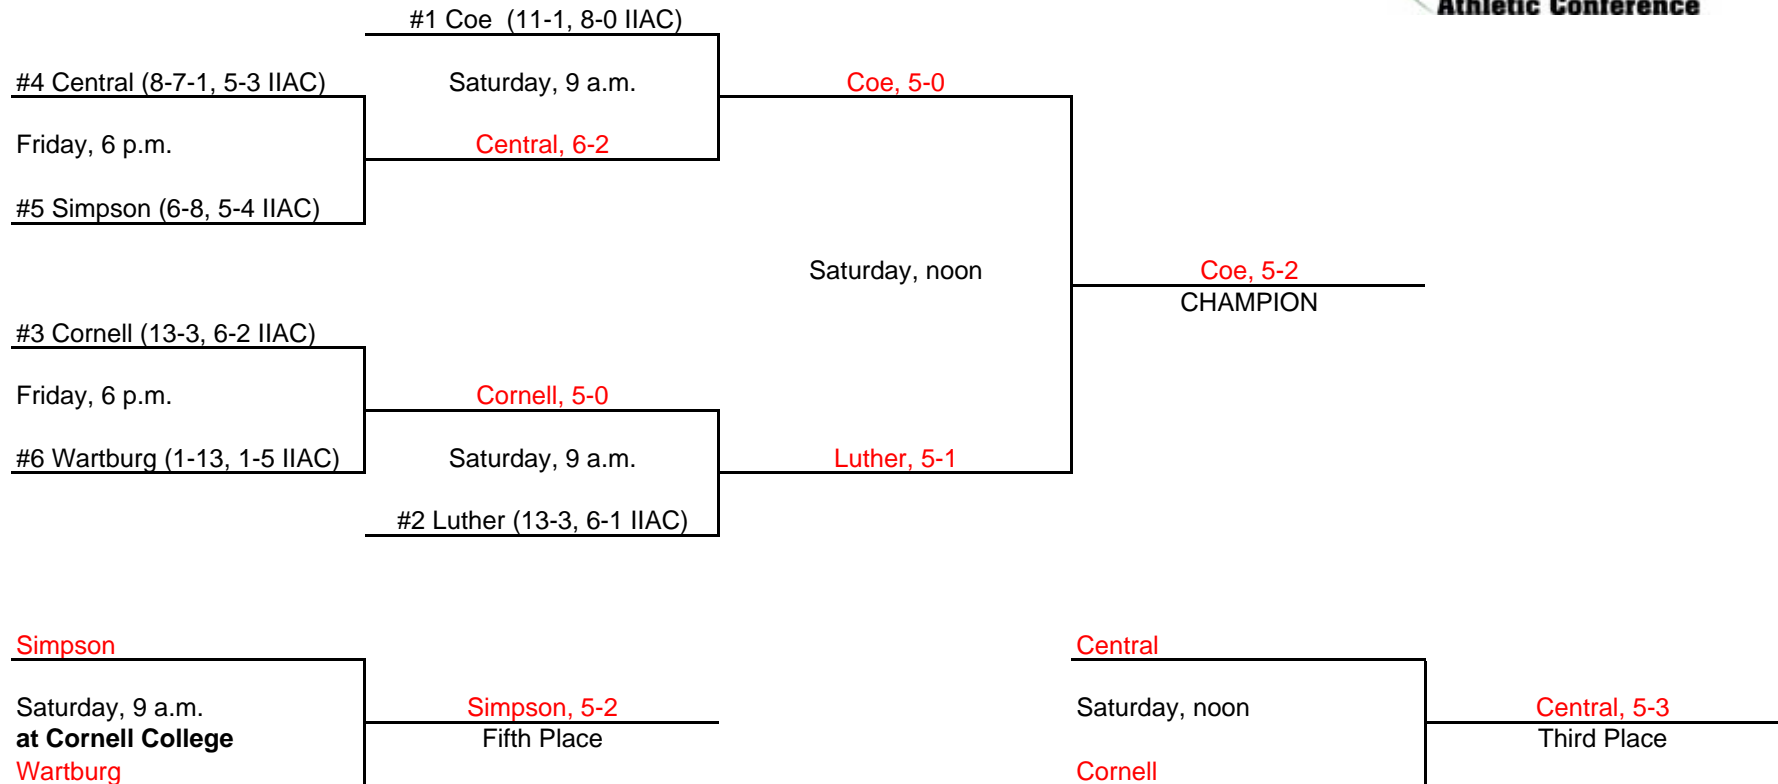 Athletic Conference
#1 Coe  (11-1, 8-0 IIAC)
#4 Central (8-7-1, 5-3 IIAC)
Saturday, 9 a.m.
Coe, 5-0
Friday, 6 p.m.
Central, 6-2
#5 Simpson (6-8, 5-4 IIAC)
Saturday, noon
Coe, 5-2
CHAMPION
#3 Cornell (13-3, 6-2 IIAC)
Friday, 6 p.m.
Cornell, 5-0
#6 Wartburg (1-13, 1-5 IIAC)
Saturday, 9 a.m.
Luther, 5-1
#2 Luther (13-3, 6-1 IIAC)
Simpson
Central
Saturday, 9 a.m.
Simpson, 5-2
Saturday, noon
Central, 5-3
at Cornell College
Fifth Place
Third Place
Wartburg
Cornell